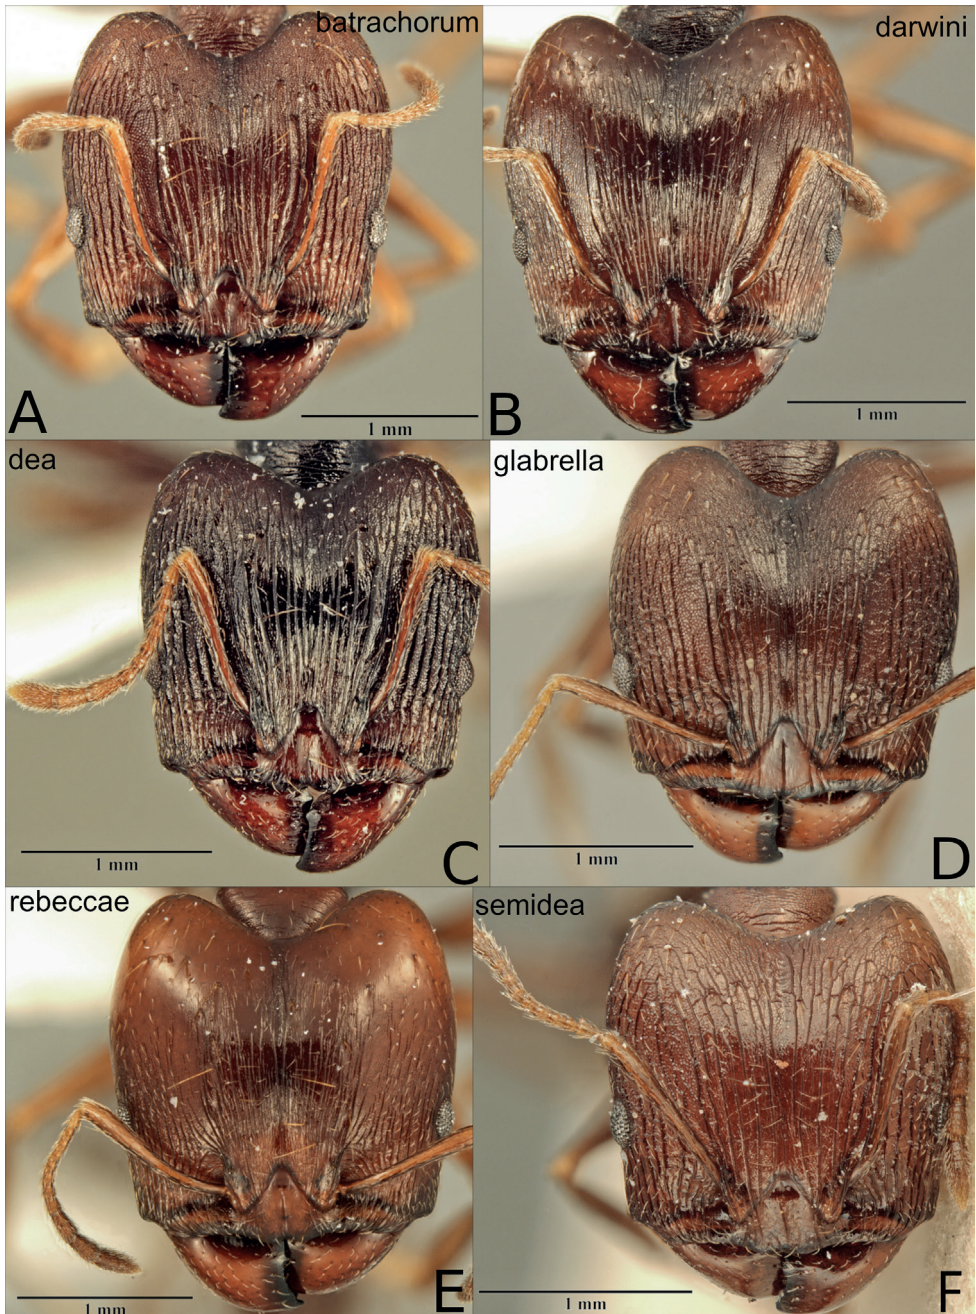 batrachorum
darwini
A
1 mm
B
1 mm
dea
glabrella
1 mm
C
1 mm
D
rebeccae
semidea
1 mm
E
1 mm
F